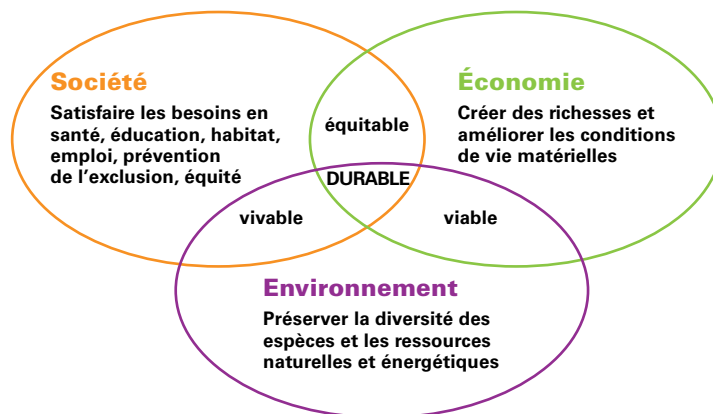 Société
Satisfaire les besoins en
santé, éducation, habitat,
emploi, prévention
de l'exclusion, équité
équitable
Économie
Créer des richesses et
améliorer les conditions
de vie matérielles
DURABLE
vivable
viable
Environnement
Préserver la diversité des
espèces et les ressources
naturelles et énergétiques